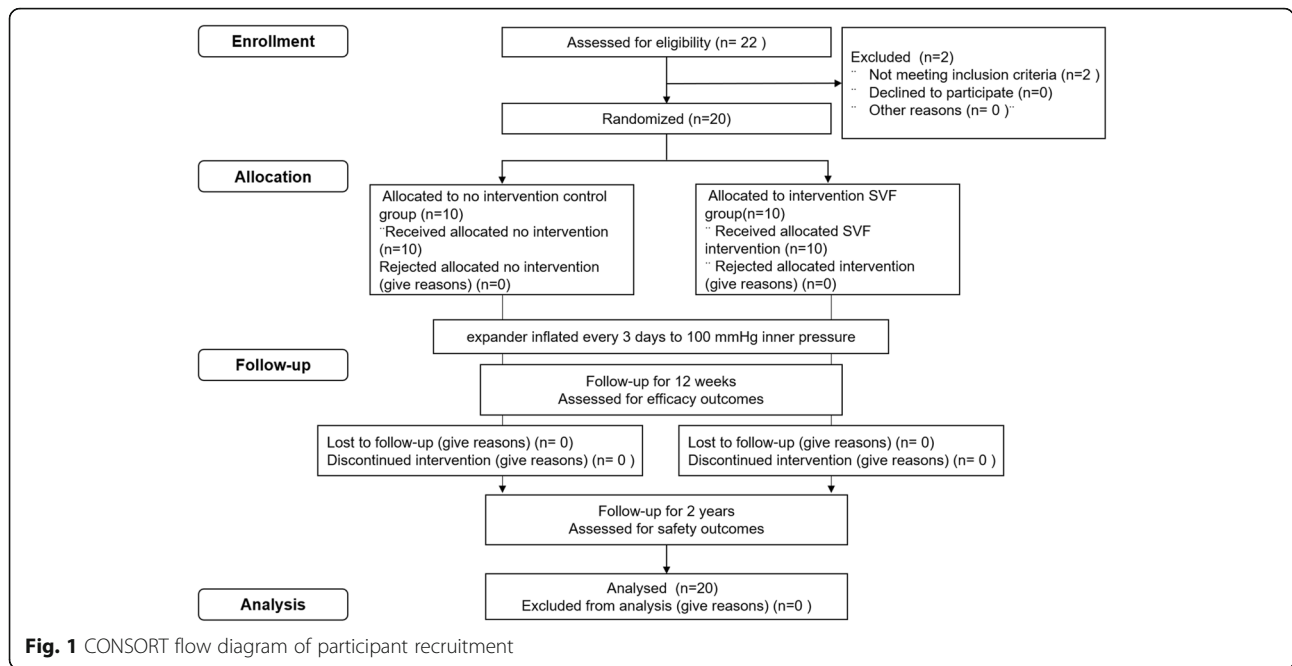 Enrollment
Assessed for eligibility (n= 22 )
Excluded (n=2)
¨ Not meeting inclusion criteria (n=2 )
¨ Declined to participate (n=0)
¨ Other reasons (n= 0 )¨
Randomized (n=20)
Allocation
Allocated to no intervention control
group (n=10)
¨Received allocated no intervention
(n=10)
Rejected allocated no intervention
(give reasons) (n=0)
Allocated to intervention SVF
group(n=10)
¨ Received allocated SVF
intervention (n=10)
¨ Rejected allocated intervention
(give reasons) (n=0)
expander inflated every 3 days to 100 mmHg inner pressure
Follow-up
Follow-up for 12 weeks
Assessed for efficacy outcomes
Lost to follow-up (give reasons) (n= 0)
Discontinued intervention (give reasons) (n= 0 )
Lost to follow-up (give reasons) (n= 0)
Discontinued intervention (give reasons) (n= 0 )
Follow-up for 2 years
Assessed for safety outcomes
Analysis
Analysed (n=20)
Excluded from analysis (give reasons) (n=0 )
Fig. 1 CONSORT flow diagram of participant recruitment